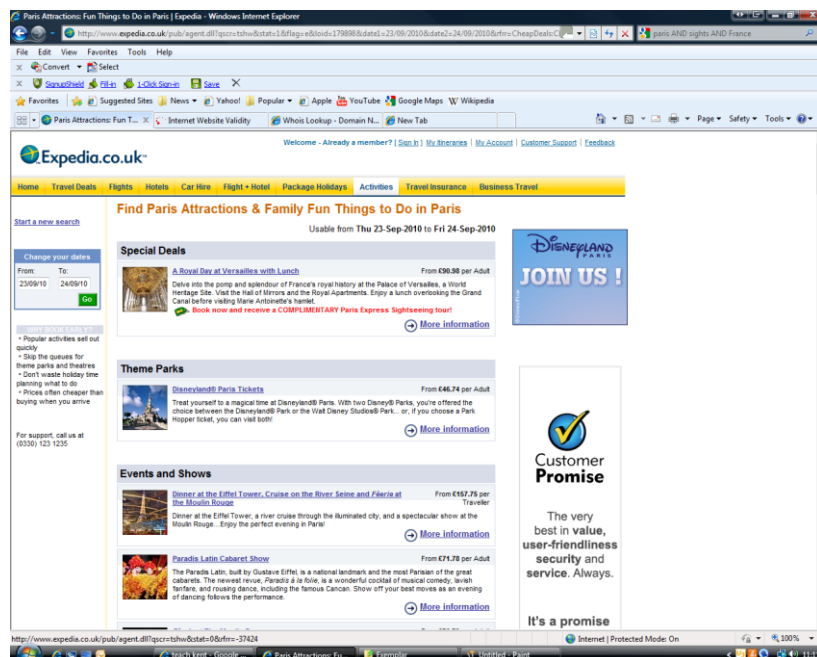 Paris Attractions: Fun Things to Do in Paris | Expedia - Windows Internet Explorer
http://www.expedia.co.uk/pub/agent.dll?qscr=tshw&stat=1&flag=e&loid=179898&date1=23/09/2010&date2=24/09/2010&rfrr=CheapDeals:C
paris AND sights AND France
File Edit View Favorites Tools Help
x Convert Select
x SignupShield Fill-in 1-Click Sign-in Save
Favorites Suggested Sites News Yahoo! Popular Apple YouTube Google Maps Wikipedia
Paris Attractions: Fun T... Internet Website Validity Whois Lookup - Domain N... New Tab Page Safety Tools
Welcome - Already a member? [ Sign in ] My Itineraries | My Account | Customer Support | Feedback
Expedia.co.uk
Home Travel Deals Flights Hotels Car Hire Flight + Hotel Package Holidays Activities Travel Insurance Business Travel
Start a new search
Change your dates
From: To:
23/09/10 24/09/10
Go
WHY BOOK EARLY?
• Popular activities sell out
quickly
• Skip the queues for
theme parks and theatres
• Don't waste holiday time
planning what to do
• Prices often cheaper than
buying when you arrive
For support, call us at
(0330) 123 1235
Find Paris Attractions & Family Fun Things to Do in Paris
Usable from Thu 23-Sep-2010 to Fri 24-Sep-2010
Special Deals
A Royal Day at Versailles with Lunch From £90.98 per Adult
Delve into the pomp and splendour of France's royal history at the Palace of Versailles, a World
Heritage Site. Visit the Hall of Mirrors and the Royal Apartments. Enjoy a lunch overlooking the Grand
Canal before visiting Marie Antoinette's hamlet.
Book now and receive a COMPLIMENTARY Paris Express Sightseeing tour!
More information
Theme Parks
Disneyland® Paris Tickets From £46.74 per Adult
Treat yourself to a magical time at Disneyland® Paris. With two Disney® Parks, you're offered the
choice between the Disneyland® Park or the Walt Disney Studios® Park... or, if you choose a Park
Hopper ticket, you can visit both!
More information
Events and Shows
Dinner at the Eiffel Tower, Cruise on the River Seine and Féerie at From £157.75 per
the Moulin Rouge Traveller
Dinner at the Eiffel Tower, a river cruise through the illuminated city, and a spectacular show at the
Moulin Rouge...Enjoy the perfect evening in Paris!
More information
Paradis Latin Cabaret Show From £71.78 per Adult
The Paradis Latin, built by Gustave Eiffel, is a national landmark and the most Parisian of the great
cabarets. The newest revue, Paradis à la folie, is a wonderful cocktail of musical comedy, lavish
fanfare, and rousing dance, including the famous Cancan. Show off your best moves as an evening
of dancing follows the performance.
More information
DISNEYLAND
PARIS
JOIN US !
Customer
Promise
The very
best in value,
user-friendliness
security and
service. Always.
It's a promise
http://www.expedia.co.uk/pub/agent.dll?qscr=tshw&stat=0&rfrr=-37424
Internet | Protected Mode: On 100%
teach kent - Google ... Paris Attractions: Fu... Exemplar Untitled - Paint